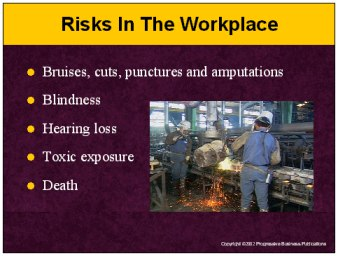 Risks In The Workplace
Bruises, cuts, punctures and amputations
Blindness
Hearing loss
Toxic exposure
Death
Copyright ©2002 Progressive Business Publications